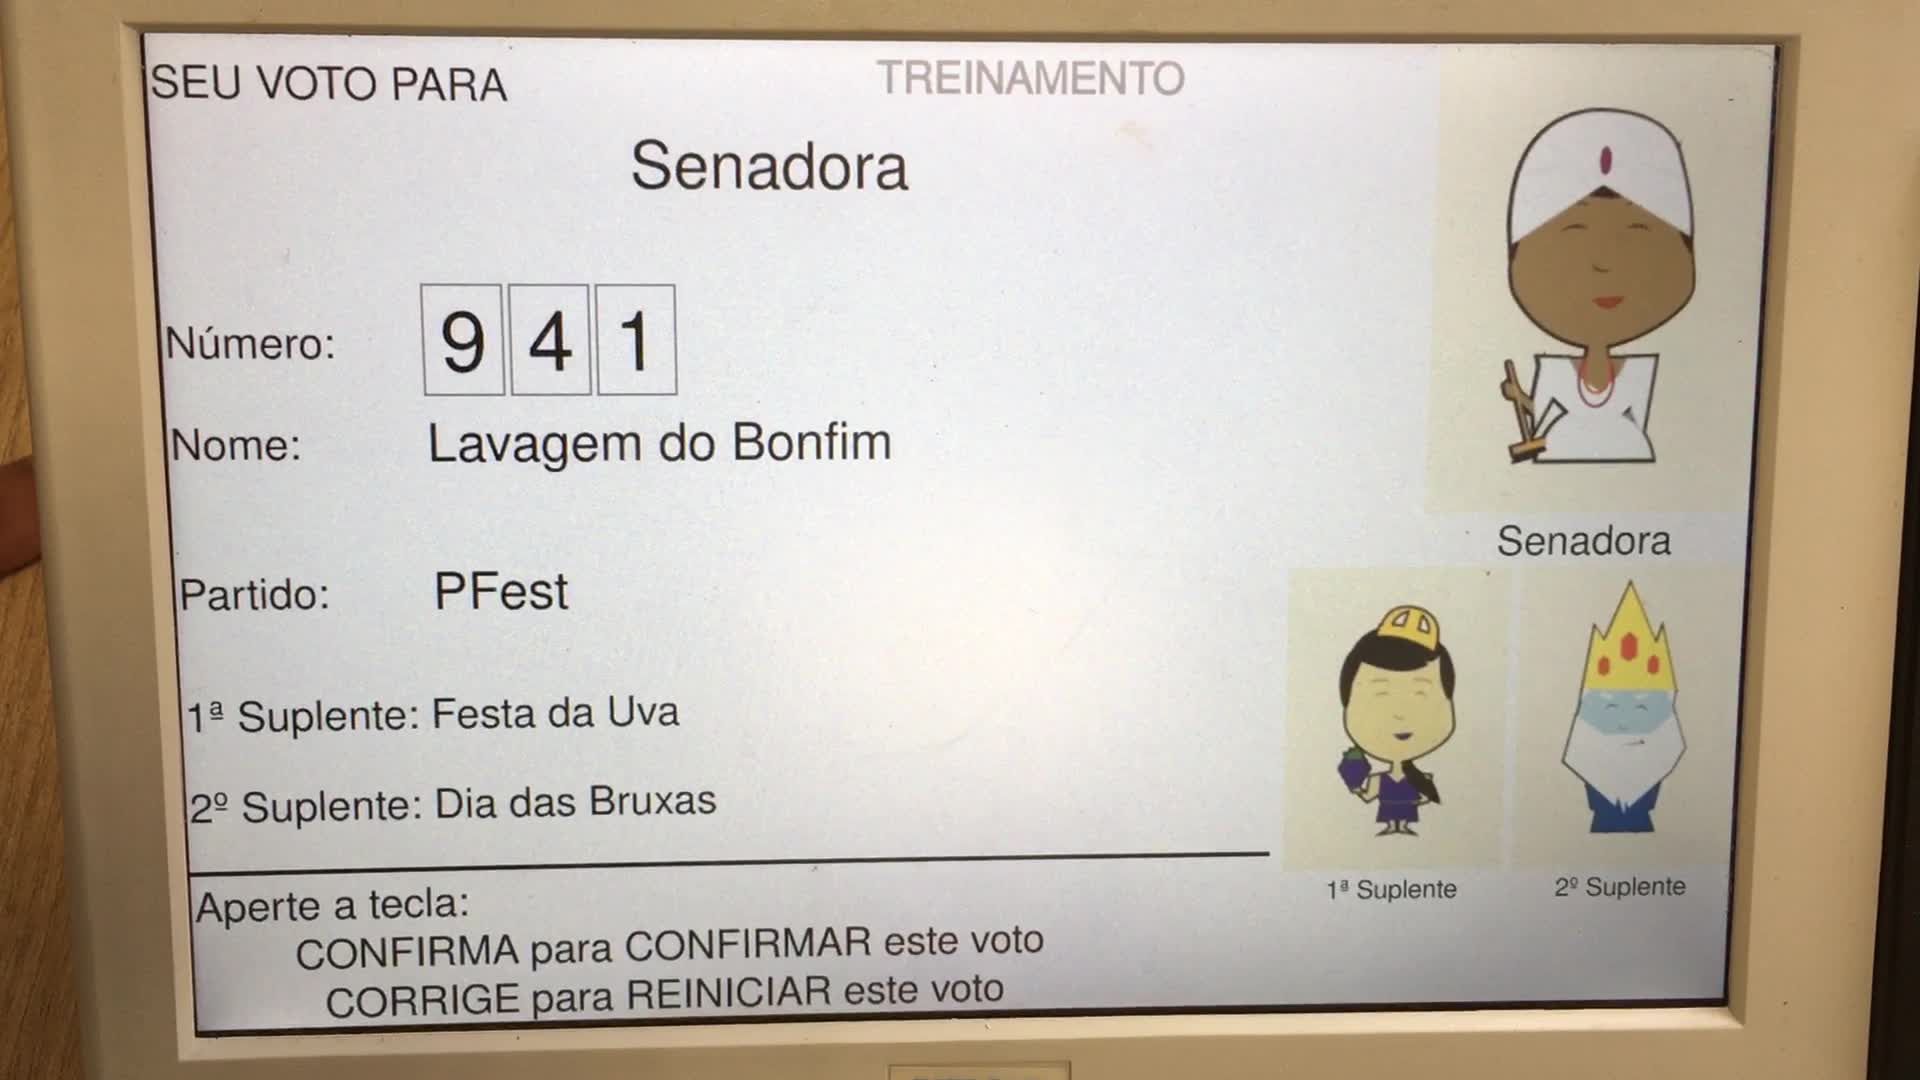 SEU VOTO PARA
TREINAMENTO
Senadora
Número: 9 4 1
Nome: Lavagem do Bonfim
Senadora
Partido: PFest
1ª Suplente: Festa da Uva
2º Suplente: Dia das Bruxas
1ª Suplente
2º Suplente
Aperte a tecla:
CONFIRMA para CONFIRMAR este voto
CORRIGE para REINICIAR este voto